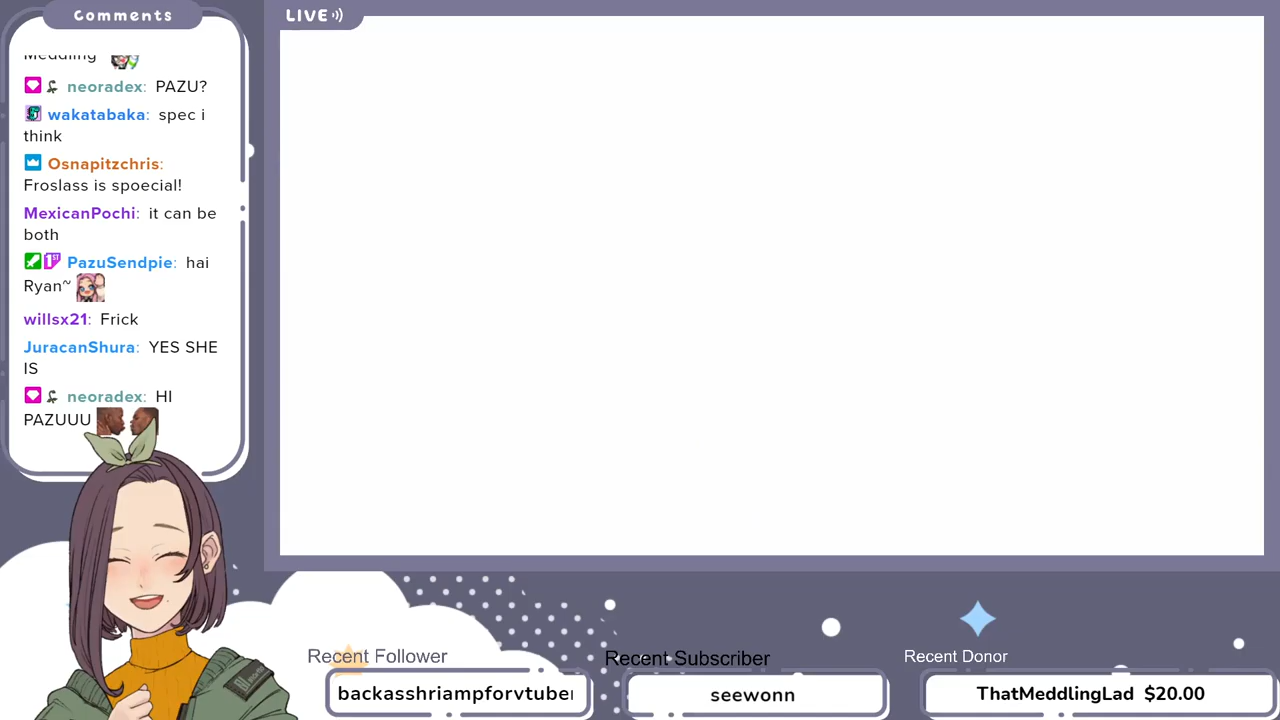 Comments
LIVE
Meddling
neoradex: PAZU?
wakatabaka: spec i
think
Osnapitzchris:
Froslass is spoecial!
MexicanPochi: it can be
both
PazuSendpie: hai
Ryan~
willsx21: Frick
JuracanShura: YES SHE
IS
neoradex: HI
PAZUUU
Recent Follower
Recent Subscriber
Recent Donor
backasshriampforvtuber
seewonn
ThatMeddlingLad $20.00